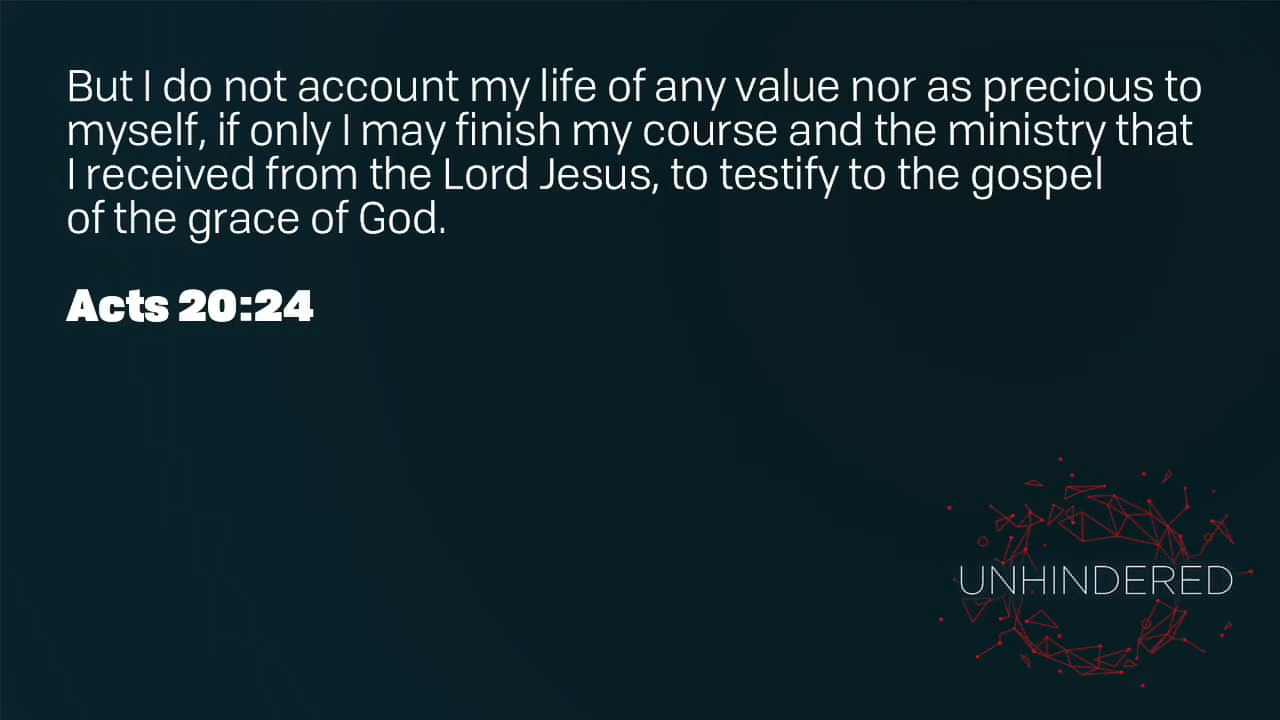 But I do not account my life of any value nor as precious to
myself, if only I may finish my course and the ministry that
I received from the Lord Jesus, to testify to the gospel
of the grace of God.
Acts 20:24
UNHINDERED